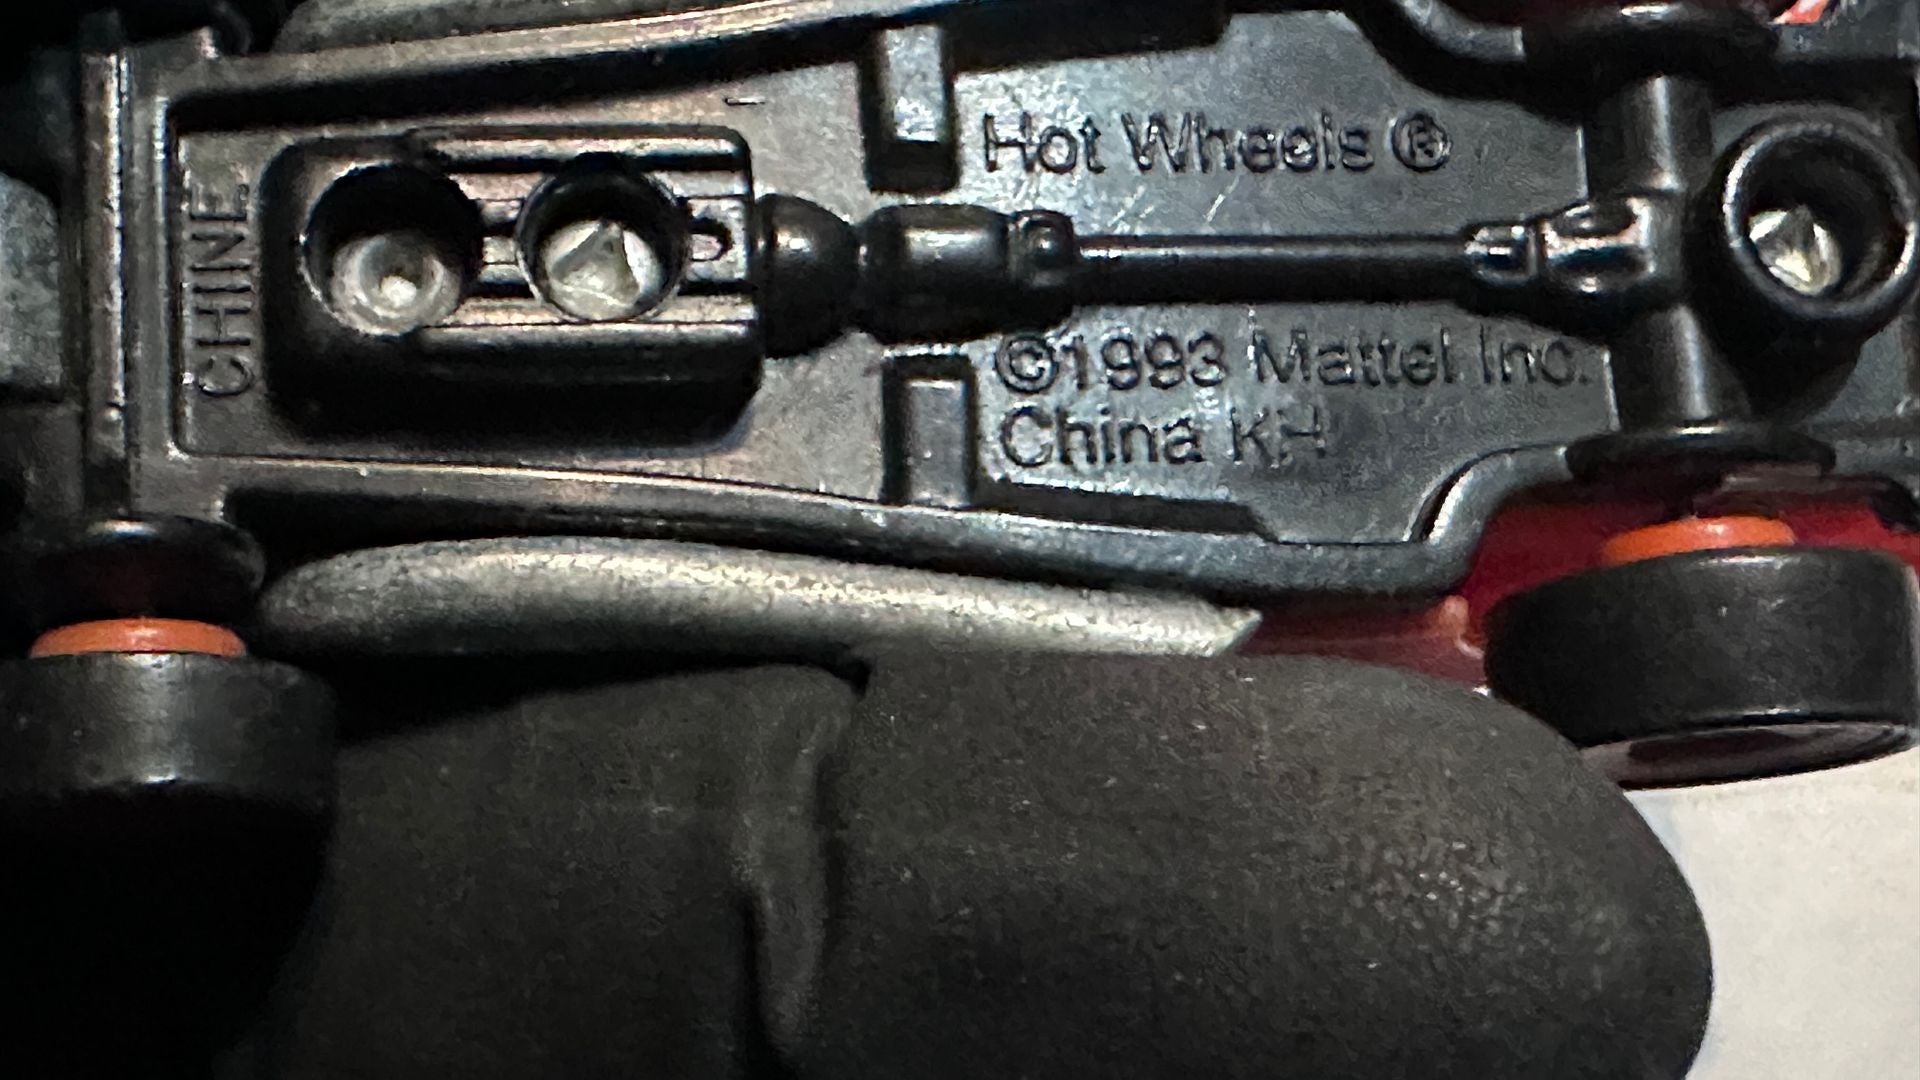 CHINE
Hot Wheels ®
©1993 Mattel Inc.
China KH